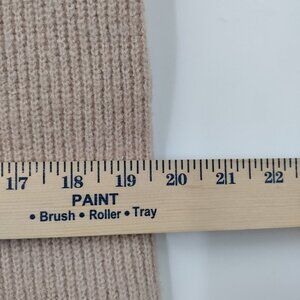 17 18 19 20 21 22
PAINT
• Brush • Roller • Tray